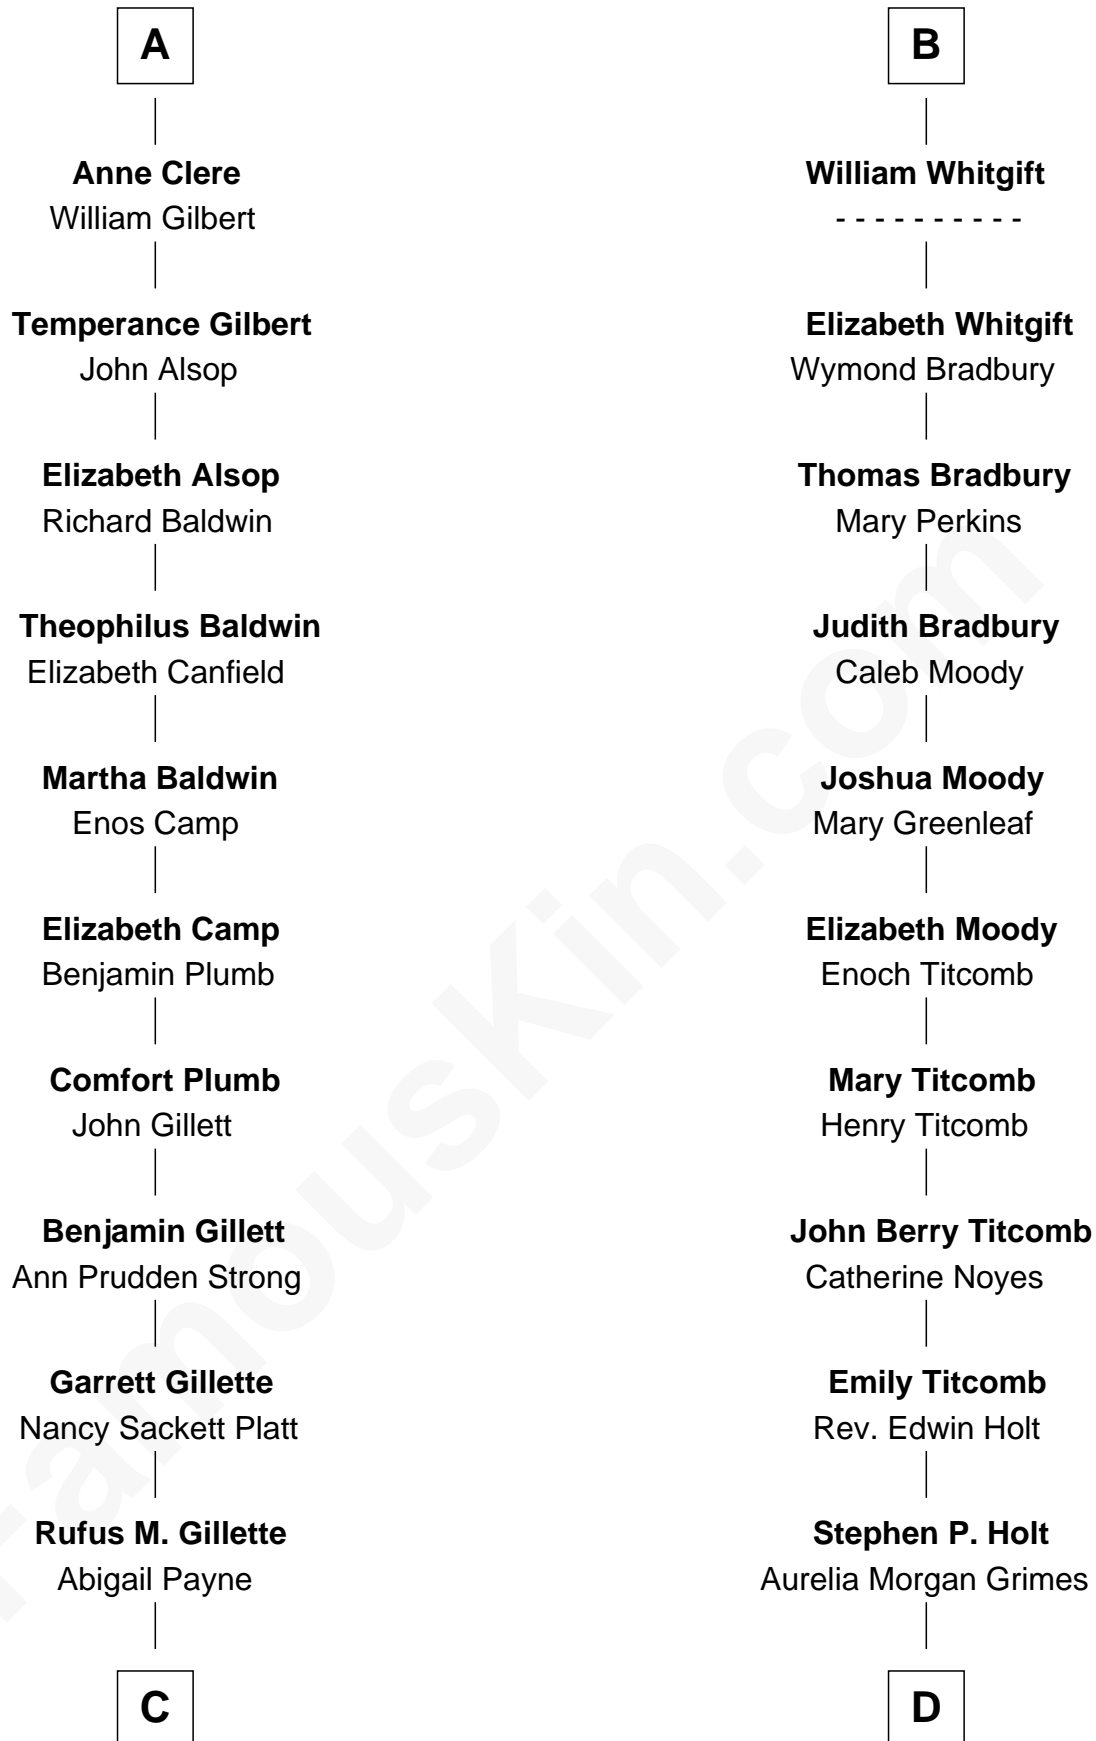 A
Anne Clere
William Gilbert
Temperance Gilbert
John Alsop
Elizabeth Alsop
Richard Baldwin
Theophilus Baldwin
Elizabeth Canfield
Martha Baldwin
Enos Camp
Elizabeth Camp
Benjamin Plumb
Comfort Plumb
John Gillett
Benjamin Gillett
Ann Prudden Strong
Garrett Gillette
Nancy Sackett Platt
Rufus M. Gillette
Abigail Payne
C
B
William Whitgift
- - - - - - - - - -
Elizabeth Whitgift
Wymond Bradbury
Thomas Bradbury
Mary Perkins
Judith Bradbury
Caleb Moody
Joshua Moody
Mary Greenleaf
Elizabeth Moody
Enoch Titcomb
Mary Titcomb
Henry Titcomb
John Berry Titcomb
Catherine Noyes
Emily Titcomb
Rev. Edwin Holt
Stephen P. Holt
Aurelia Morgan Grimes
D
FamousKin.com